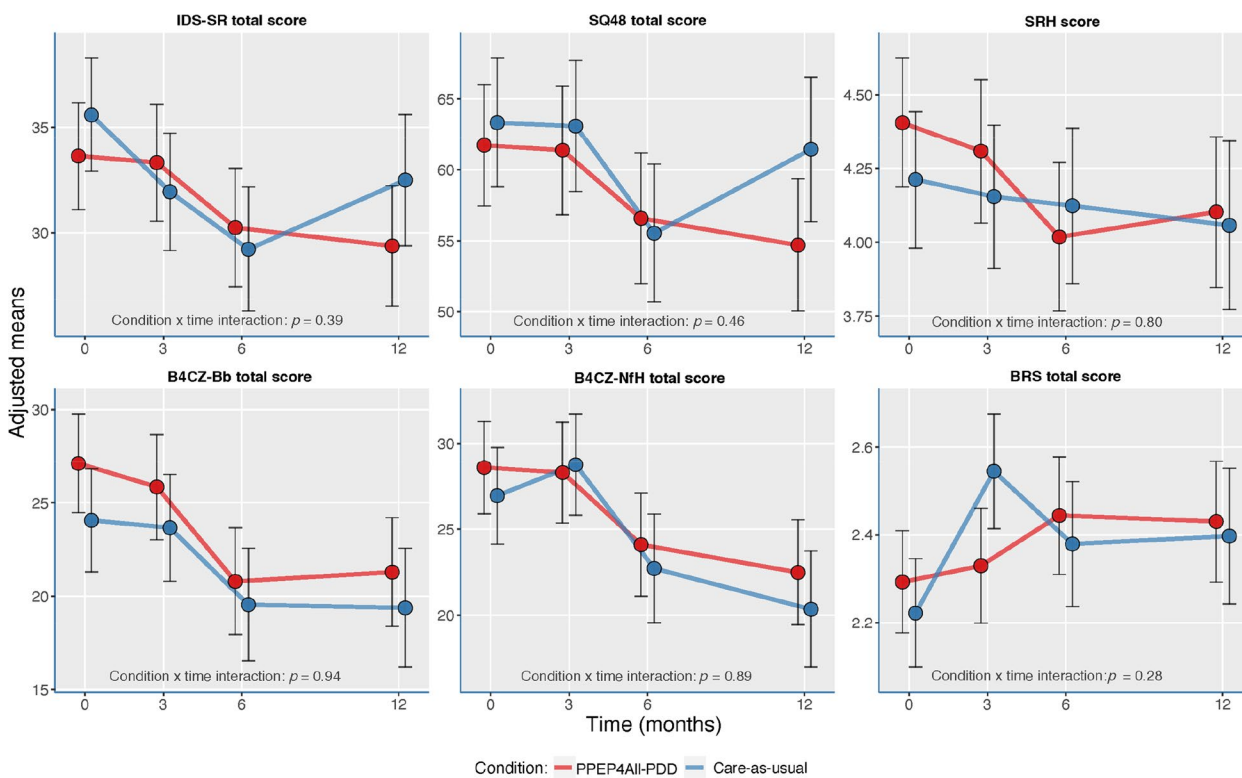 IDS-SR total score
SQ48 total score
SRH score
35
30
65
60
55
50
4.50
4.25
4.00
3.75
Condition x time interaction: p = 0.39
Condition x time interaction: p = 0.46
Condition x time interaction: p = 0.80
0 3 6 12
0 3 6 12
0 3 6 12
Adjusted means
B4CZ-Bb total score
B4CZ-NfH total score
BRS total score
30
25
20
15
30
25
20
2.6
2.4
2.2
Condition x time interaction: p = 0.94
Condition x time interaction: p = 0.89
Condition x time interaction: p = 0.28
0 3 6 12
0 3 6 12
0 3 6 12
Time (months)
Condition: PPEP4All-PDD Care-as-usual